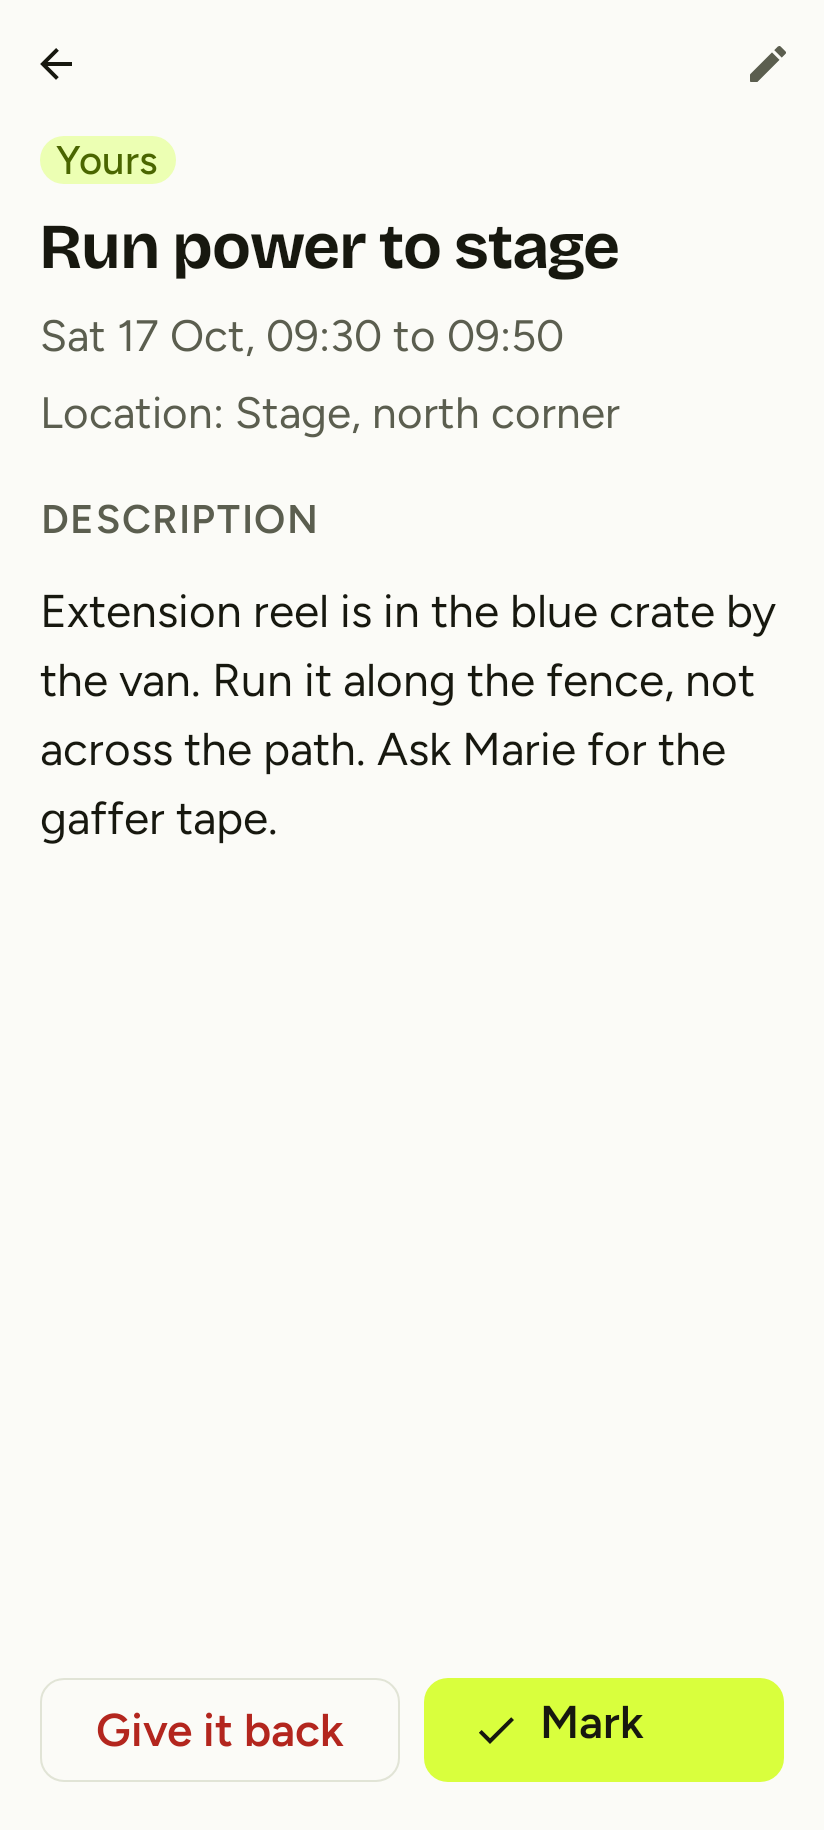 Yours
Run power to stage
Sat 17 Oct, 09:30 to 09:50
Location: Stage, north corner
DESCRIPTION
Extension reel is in the blue crate by
the van. Run it along the fence, not
across the path. Ask Marie for the
gaffer tape.
Give it back
Mark